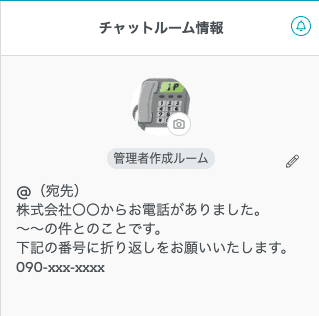 チャットルーム情報
管理者作成ルーム
@（宛先）
株式会社〇〇からお電話がありました。
〜〜の件とのことです。
下記の番号に折り返しをお願いいたします。
090-xxx-xxxx